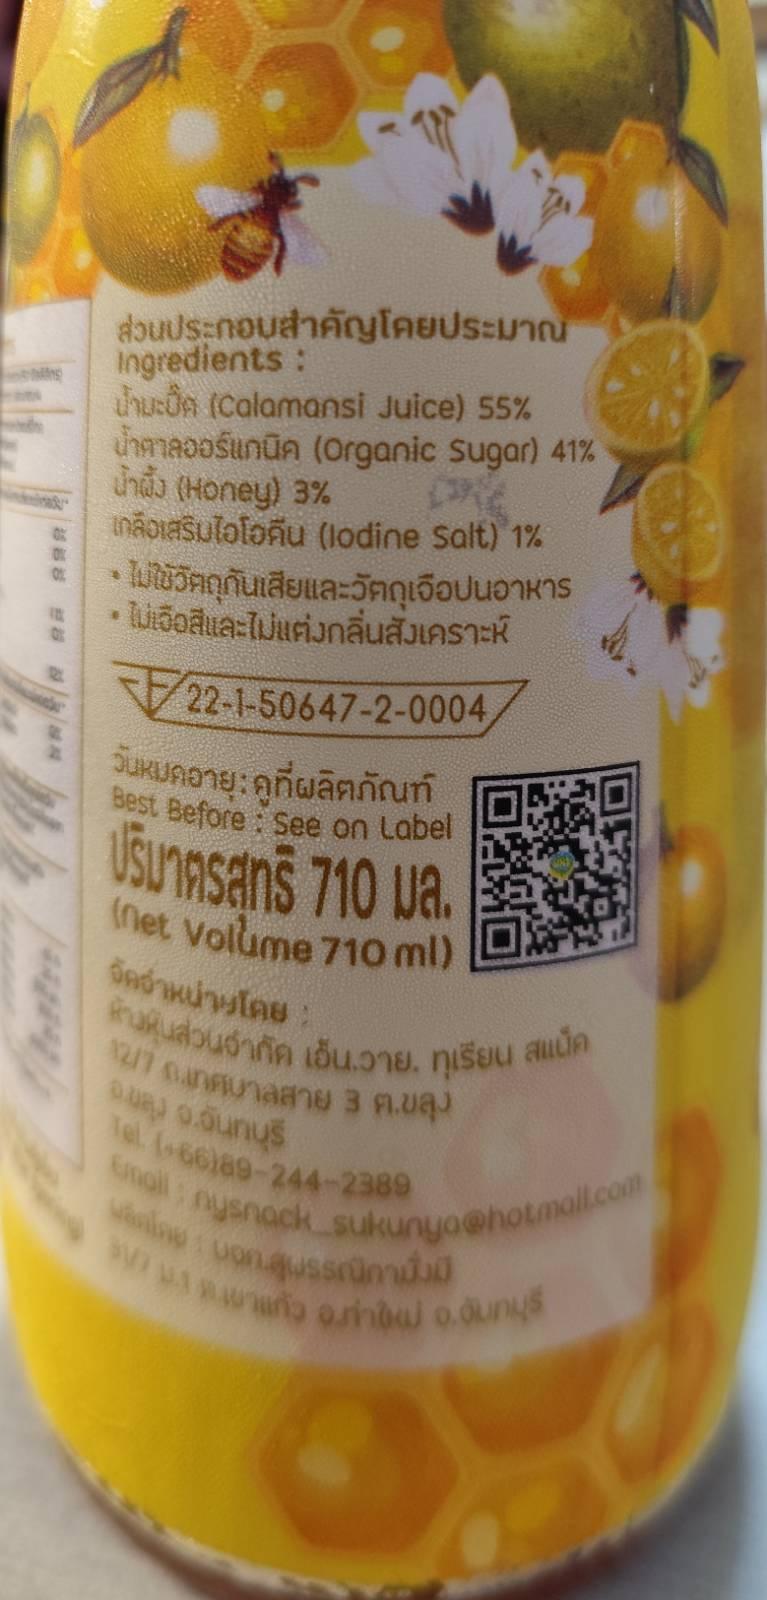 ส่วนประกอบสำคัญโดยประมาณ
Ingredients :
น้ำมะปี๊ด (Calamansi Juice) 55%
น้ำตาลออร์แกนิค (Organic Sugar) 41%
น้ำผึ้ง (Honey) 3%
เกลือเสริมไอโอดีน (Iodine Salt) 1%
• ไม่ใช้วัตถุกันเสียและวัตถุเจือปนอาหาร
• ไม่เจือสีและไม่แต่งกลิ่นสังเคราะห์
22-1-50647-2-0004
วันหมดอายุ: ดูที่ผลิตภัณฑ์
Best Before : See on Label
ปริมาตรสุทธิ 710 มล.
(net Volume 710 ml)
จัดจำหน่ายโดย :
ห้างหุ้นส่วนจำกัด เอ็น.วาย. ทุเรียน สแน็ค
12/7 ถ.เทศบาลสาย 3 ต.ขลุง
อ.ขลุง จ.จันทบุรี
Tel. (+66)89-244-2389
Email : nysnack_sukunya@hotmail.com
ผลิตโดย : บจก.สุพรรณิการ์มั่งมี
31/7 ม.1 ต.เขาแก้ว อ.ท่าใหม่ จ.จันทบุรี